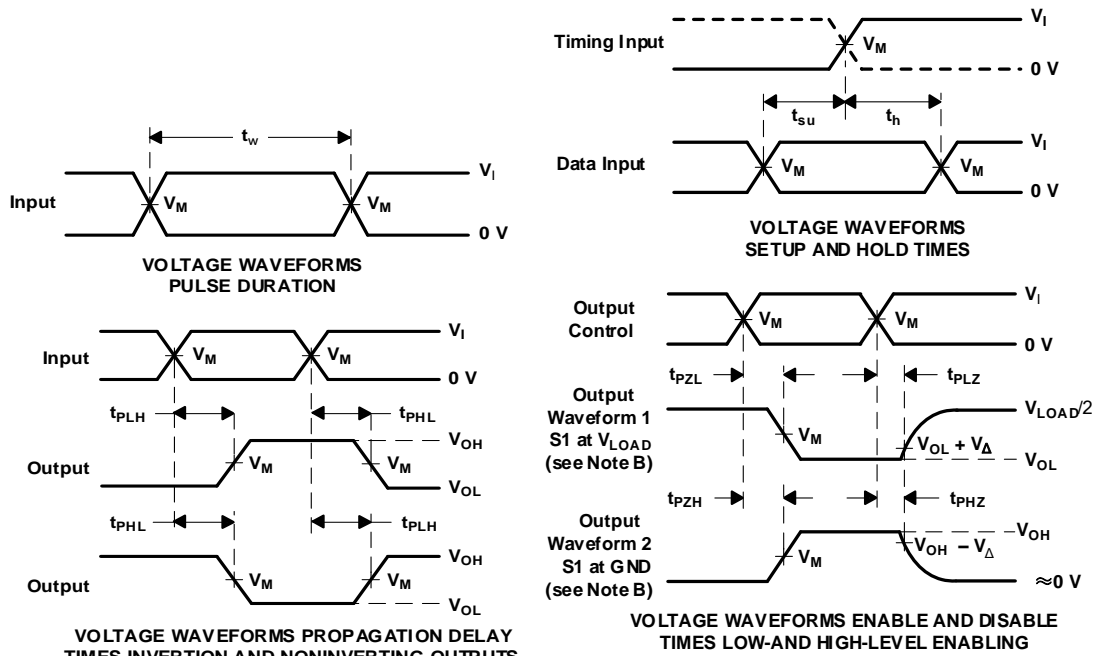 t_w
Input
V_M
V_M
V_I
0 V
VOLTAGE WAVEFORMS
PULSE DURATION
Timing Input
V_M
V_I
0 V
t_su
t_h
Data Input
V_M
V_M
V_I
0 V
VOLTAGE WAVEFORMS
SETUP AND HOLD TIMES
Input
V_M
V_M
V_I
0 V
t_PLH
t_PHL
Output
V_M
V_M
V_OH
V_OL
t_PHL
t_PLH
Output
V_M
V_M
V_OH
V_OL
VOLTAGE WAVEFORMS PROPAGATION DELAY
TIMES INVERTION AND NONINVERTING OUTPUTS
Output
Control
V_M
V_M
V_I
0 V
t_PZL
t_PLZ
Output
Waveform 1
S1 at V_LOAD
(see Note B)
V_M
V_LOAD/2
V_OL + V_Δ
V_OL
t_PZH
t_PHZ
Output
Waveform 2
S1 at GND
(see Note B)
V_M
V_OH
V_OH − V_Δ
≈0 V
VOLTAGE WAVEFORMS ENABLE AND DISABLE
TIMES LOW-AND HIGH-LEVEL ENABLING